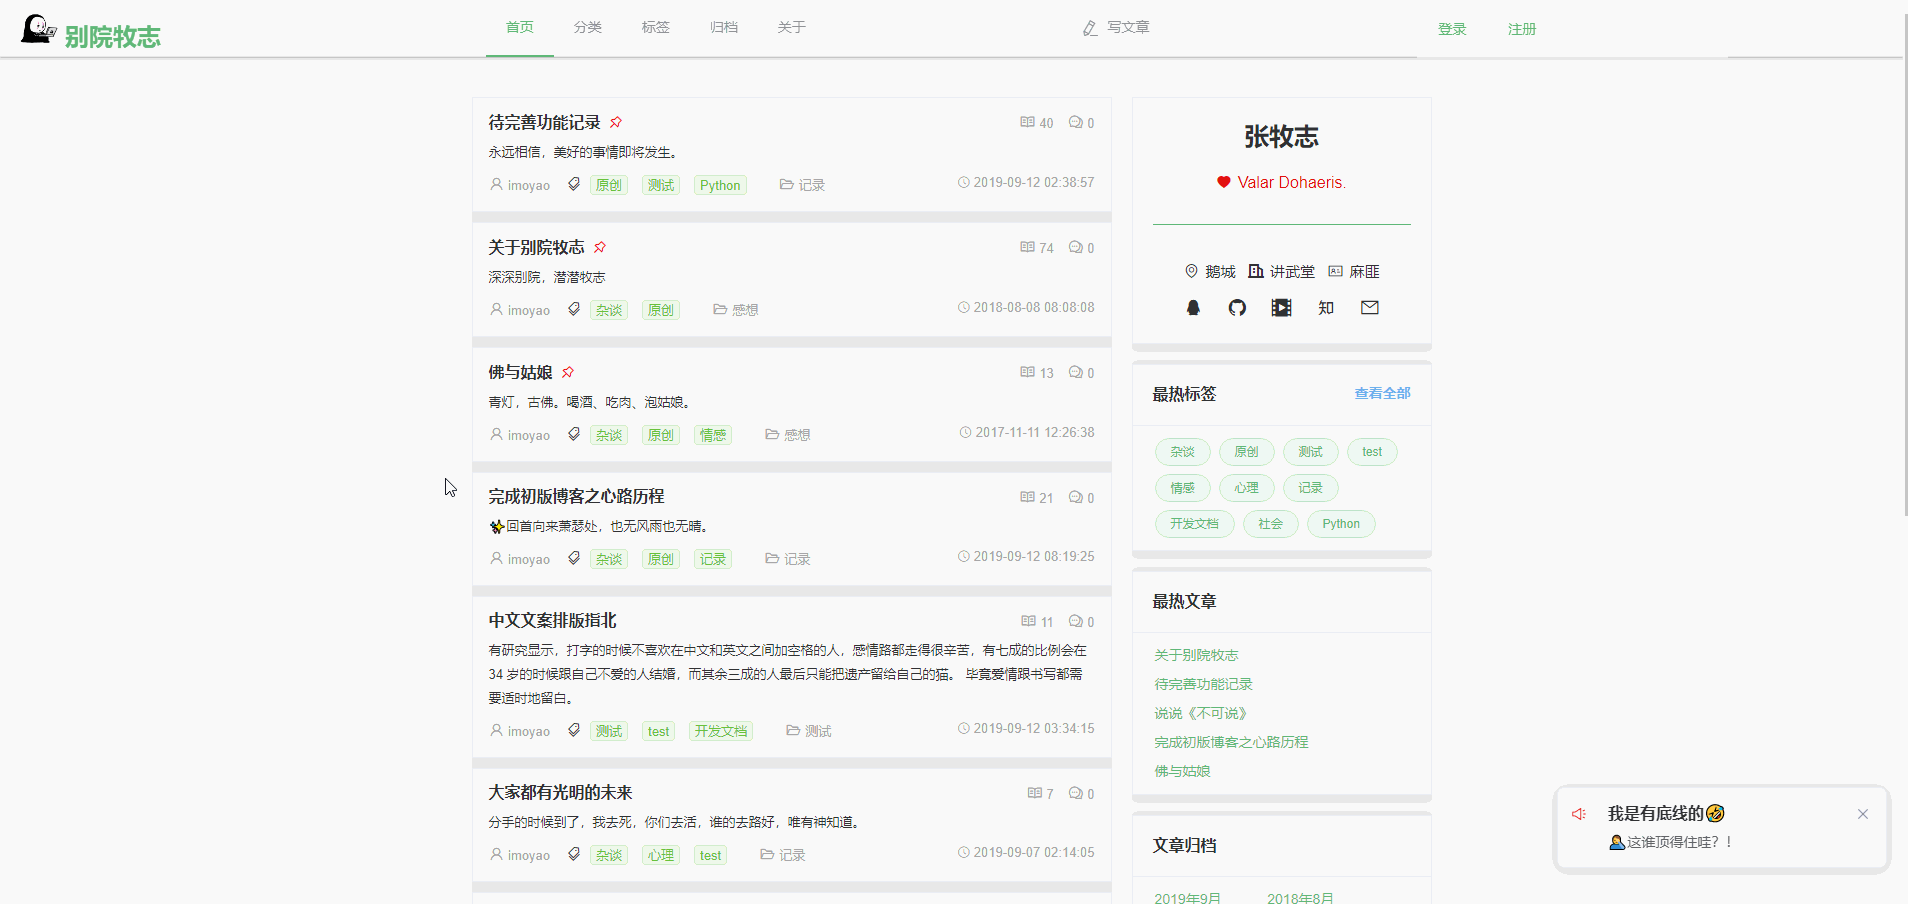 别院牧志
首页 分类 标签 归档 关于 写文章 登录 注册
待完善功能记录 40 0
永远相信，美好的事情即将发生。
imoyao 原创 测试 Python 记录 2019-09-12 02:38:57
关于别院牧志 74 0
深深别院，潜潜牧志
imoyao 杂谈 原创 感想 2018-08-08 08:08:08
佛与姑娘 13 0
青灯，古佛。喝酒、吃肉、泡姑娘。
imoyao 杂谈 原创 情感 感想 2017-11-11 12:26:38
完成初版博客之心路历程 21 0
✨回首向来萧瑟处，也无风雨也无晴。
imoyao 杂谈 原创 记录 记录 2019-09-12 08:19:25
中文文案排版指北 11 0
有研究显示，打字的时候不喜欢在中文和英文之间加空格的人，感情路都走得很辛苦，有七成的比例会在
34 岁的时候跟自己不爱的人结婚，而其余三成的人最后只能把遗产留给自己的猫。 毕竟爱情跟书写都需
要适时地留白。
imoyao 测试 test 开发文档 测试 2019-09-12 03:34:15
大家都有光明的未来 7 0
分手的时候到了，我去死，你们去活，谁的去路好，唯有神知道。
imoyao 杂谈 心理 test 记录 2019-09-07 02:14:05
张牧志
Valar Dohaeris.
鹅城 讲武堂 麻匪
知
最热标签 查看全部
杂谈 原创 测试 test
情感 心理 记录
开发文档 社会 Python
最热文章
关于别院牧志
待完善功能记录
说说《不可说》
完成初版博客之心路历程
佛与姑娘
文章归档
2019年9月 2018年8月
我是有底线的🤣
🤷这谁顶得住哇？！